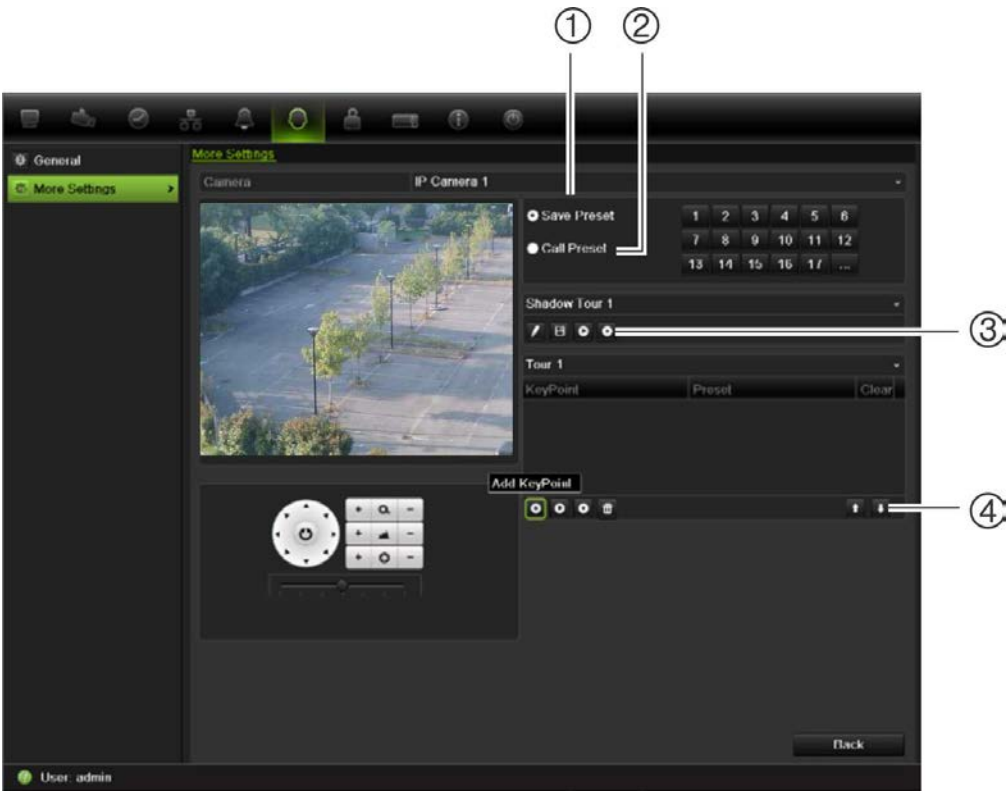 ① ②
General
More Settings
More Settings
Camera IP Camera 1
Save Preset
Call Preset
1 2 3 4 5 6
7 8 9 10 11 12
13 14 15 16 17 ...
Shadow Tour 1
③
Tour 1
KeyPoint Preset Clear
Add KeyPoint
④
Back
User: admin